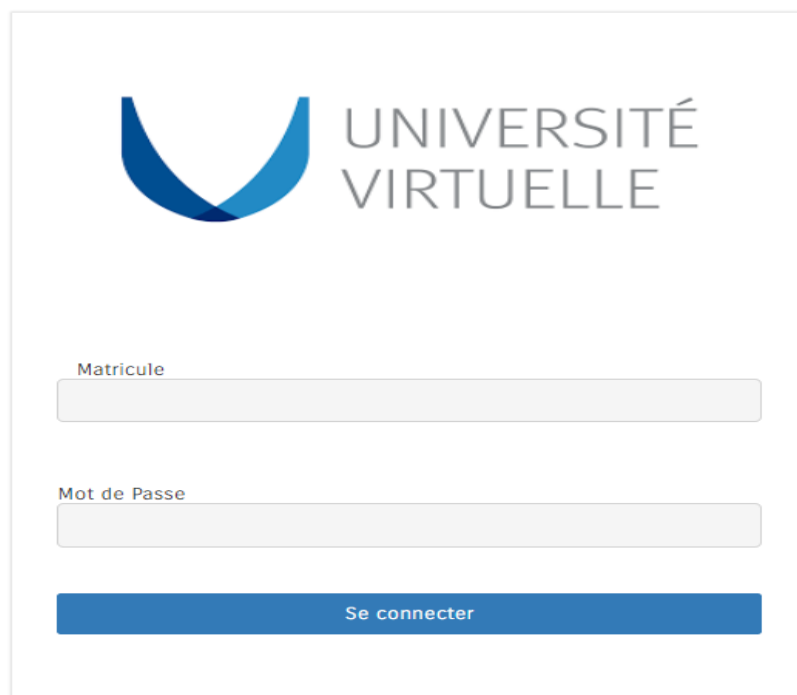 UNIVERSITÉ
VIRTUELLE
Matricule
Mot de Passe
Se connecter